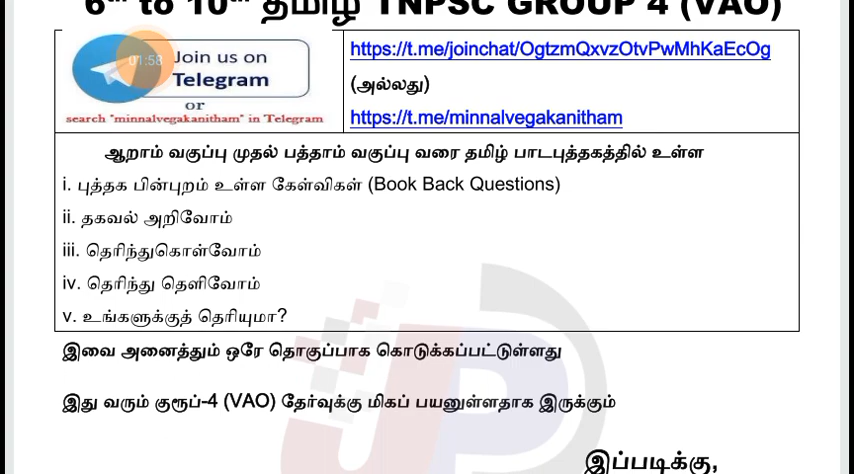 6th to 10th தமிழ் TNPSC GROUP 4 (VAO)
Join us on
01:58
Telegram
or
search "minnalvegakanitham" in Telegram
https://t.me/joinchat/OgtzmQxvzOtvPwMhKaEcOg
(அல்லது)
https://t.me/minnalvegakanitham
ஆறாம் வகுப்பு முதல் பத்தாம் வகுப்பு வரை தமிழ் பாடபுத்தகத்தில் உள்ள
i. புத்தக பின்புறம் உள்ள கேள்விகள் (Book Back Questions)
ii. தகவல் அறிவோம்
iii. தெரிந்துகொள்வோம்
iv. தெரிந்து தெளிவோம்
v. உங்களுக்குத் தெரியுமா?
இவை அனைத்தும் ஒரே தொகுப்பாக கொடுக்கப்பட்டுள்ளது
இது வரும் குரூப்-4 (VAO) தேர்வுக்கு மிகப் பயனுள்ளதாக இருக்கும்
இப்படிக்கு,